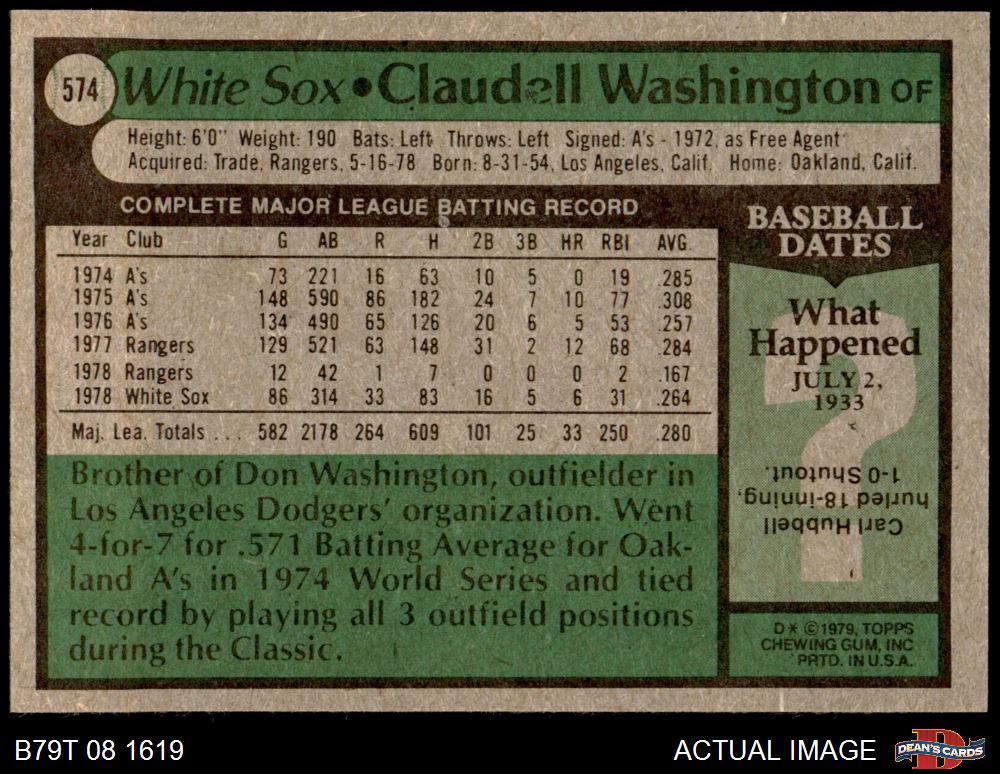 574
White Sox•Claudell Washington OF
Height: 6'0" Weight: 190 Bats: Left Throws: Left Signed: A's - 1972, as Free Agent
Acquired: Trade, Rangers, 5-16-78 Born: 8-31-54, Los Angeles, Calif. Home: Oakland, Calif.
COMPLETE MAJOR LEAGUE BATTING RECORD
Year Club G AB R H 2B 3B HR RBI AVG.
1974 A's 73 221 16 63 10 5 0 19 .285
1975 A's 148 590 86 182 24 7 10 77 .308
1976 A's 134 490 65 126 20 6 5 53 .257
1977 Rangers 129 521 63 148 31 2 12 68 .284
1978 Rangers 12 42 1 7 0 0 0 2 .167
1978 White Sox 86 314 33 83 16 5 6 31 .264
Maj. Lea. Totals ... 582 2178 264 609 101 25 33 250 .280
Brother of Don Washington, outfielder in
Los Angeles Dodgers' organization. Went
4-for-7 for .571 Batting Average for Oak-
land A's in 1974 World Series and tied
record by playing all 3 outfield positions
during the Classic.
BASEBALL
DATES
What
Happened
JULY 2,
1933
?
Carl Hubbell
hurled 18-inning,
1-0 Shutout.
D* ©1979, TOPPS
CHEWING GUM, INC
PRTD. IN U.S.A.
B79T 08 1619
ACTUAL IMAGE
DEAN'S CARDS